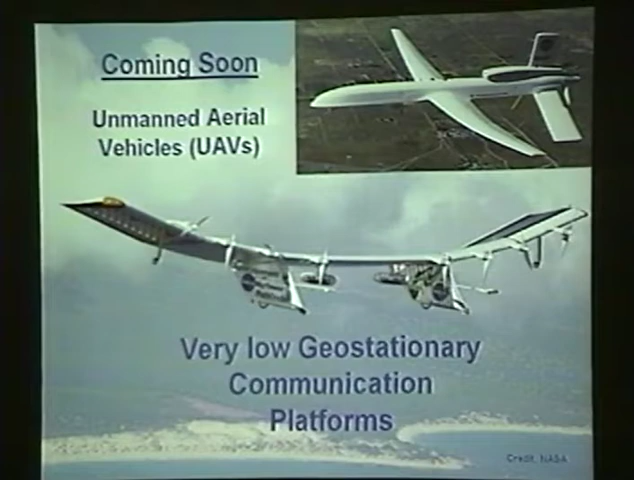 Coming Soon
Unmanned Aerial
Vehicles (UAVs)
Very low Geostationary
Communication
Platforms
Credit: NASA